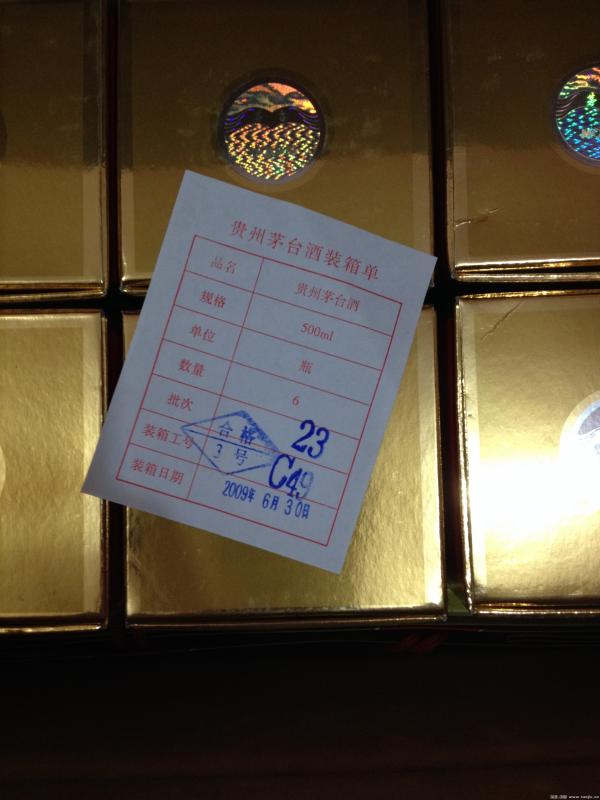 贵州茅台酒装箱单
品名 贵州茅台酒
规格 500ml
单位 瓶
数量 6
批次 23
装箱工号 C49
合格
3号
装箱日期 2009年 6月 30日